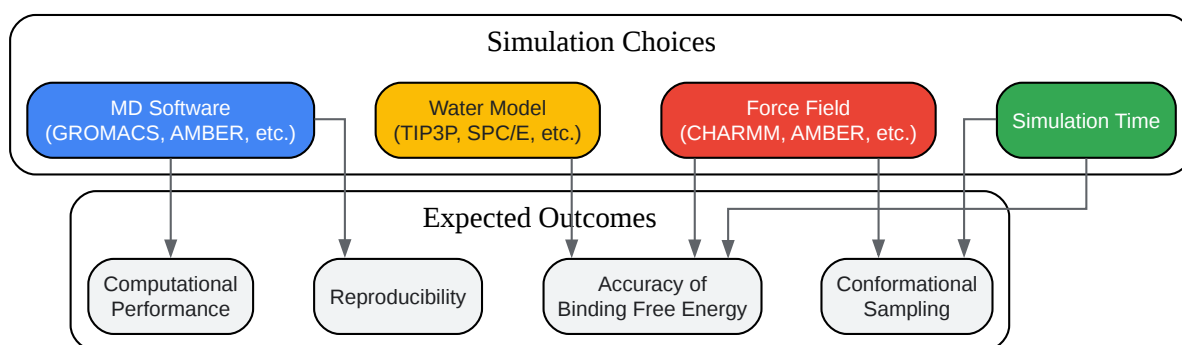 Simulation Choices
MD Software
(GROMACS, AMBER, etc.)
Water Model
(TIP3P, SPC/E, etc.)
Force Field
(CHARMM, AMBER, etc.)
Simulation Time
Expected Outcomes
Computational
Performance
Reproducibility
Accuracy of
Binding Free Energy
Conformational
Sampling